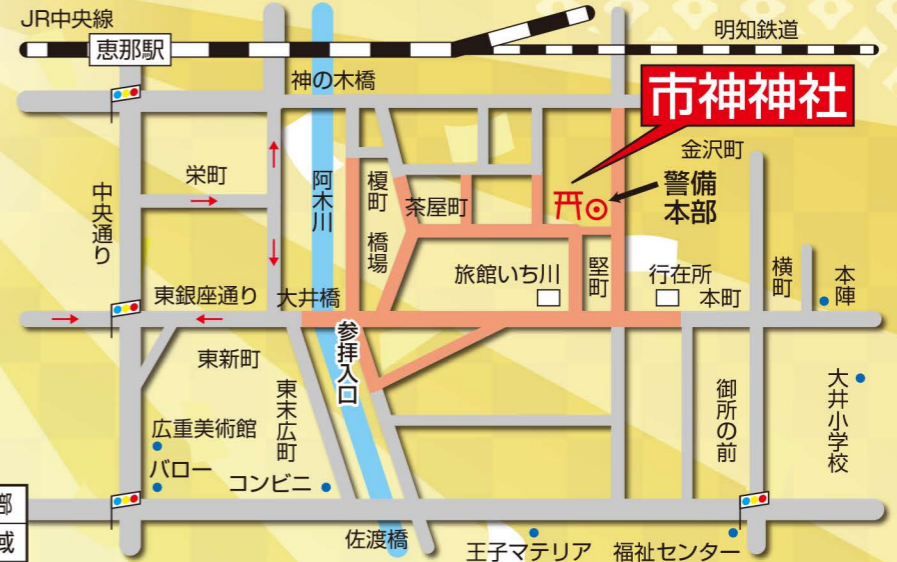 JR中央線
恵那駅
明知鉄道
神の木橋
市神神社
金沢町
警備
本部
栄町
中央通り
阿木川
榎町
橋場
茶屋町
旅館いち川
竪町
行在所
本町
横町
本陣
東銀座通り
大井橋
参拝入口
東新町
東末広町
御所の前
大井小学校
広重美術館
バロー
コンビニ
部
域
佐渡橋
王子マテリア
福祉センター